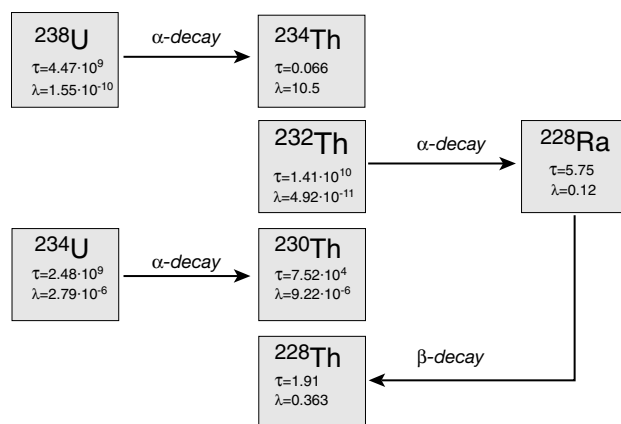 ²³⁸U
τ=4.47·10⁹
λ=1.55·10⁻¹⁰
α-decay
²³⁴Th
τ=0.066
λ=10.5
²³²Th
τ=1.41·10¹⁰
λ=4.92·10⁻¹¹
α-decay
²²⁸Ra
τ=5.75
λ=0.12
²³⁴U
τ=2.48·10⁹
λ=2.79·10⁻⁶
α-decay
²³⁰Th
τ=7.52·10⁴
λ=9.22·10⁻⁶
²²⁸Th
τ=1.91
λ=0.363
β-decay